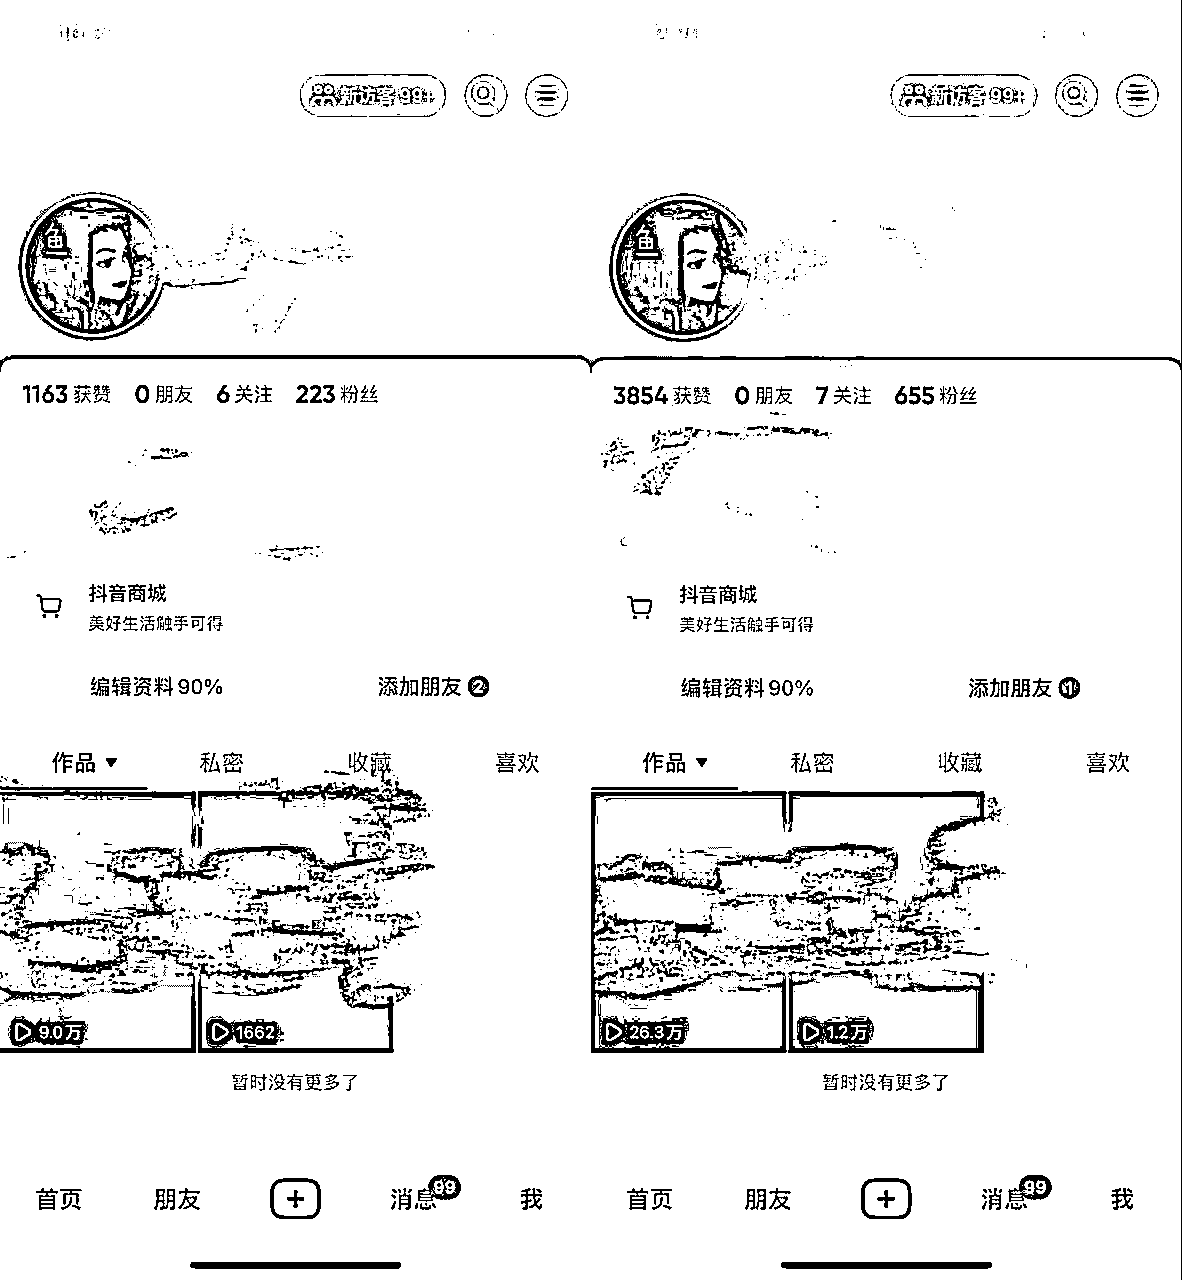 新访客 99+
鱼
1163 获赞 0 朋友 6 关注 223 粉丝
抖音商城
美好生活触手可得
编辑资料 90% 添加朋友 2
作品 私密 收藏 喜欢
9.0万 1662
暂时没有更多了
首页 朋友 消息 99 我
新访客 99+
鱼
3854 获赞 0 朋友 7 关注 655 粉丝
抖音商城
美好生活触手可得
编辑资料 90% 添加朋友 1
作品 私密 收藏 喜欢
26.3万 1.2万
暂时没有更多了
首页 朋友 消息 99 我